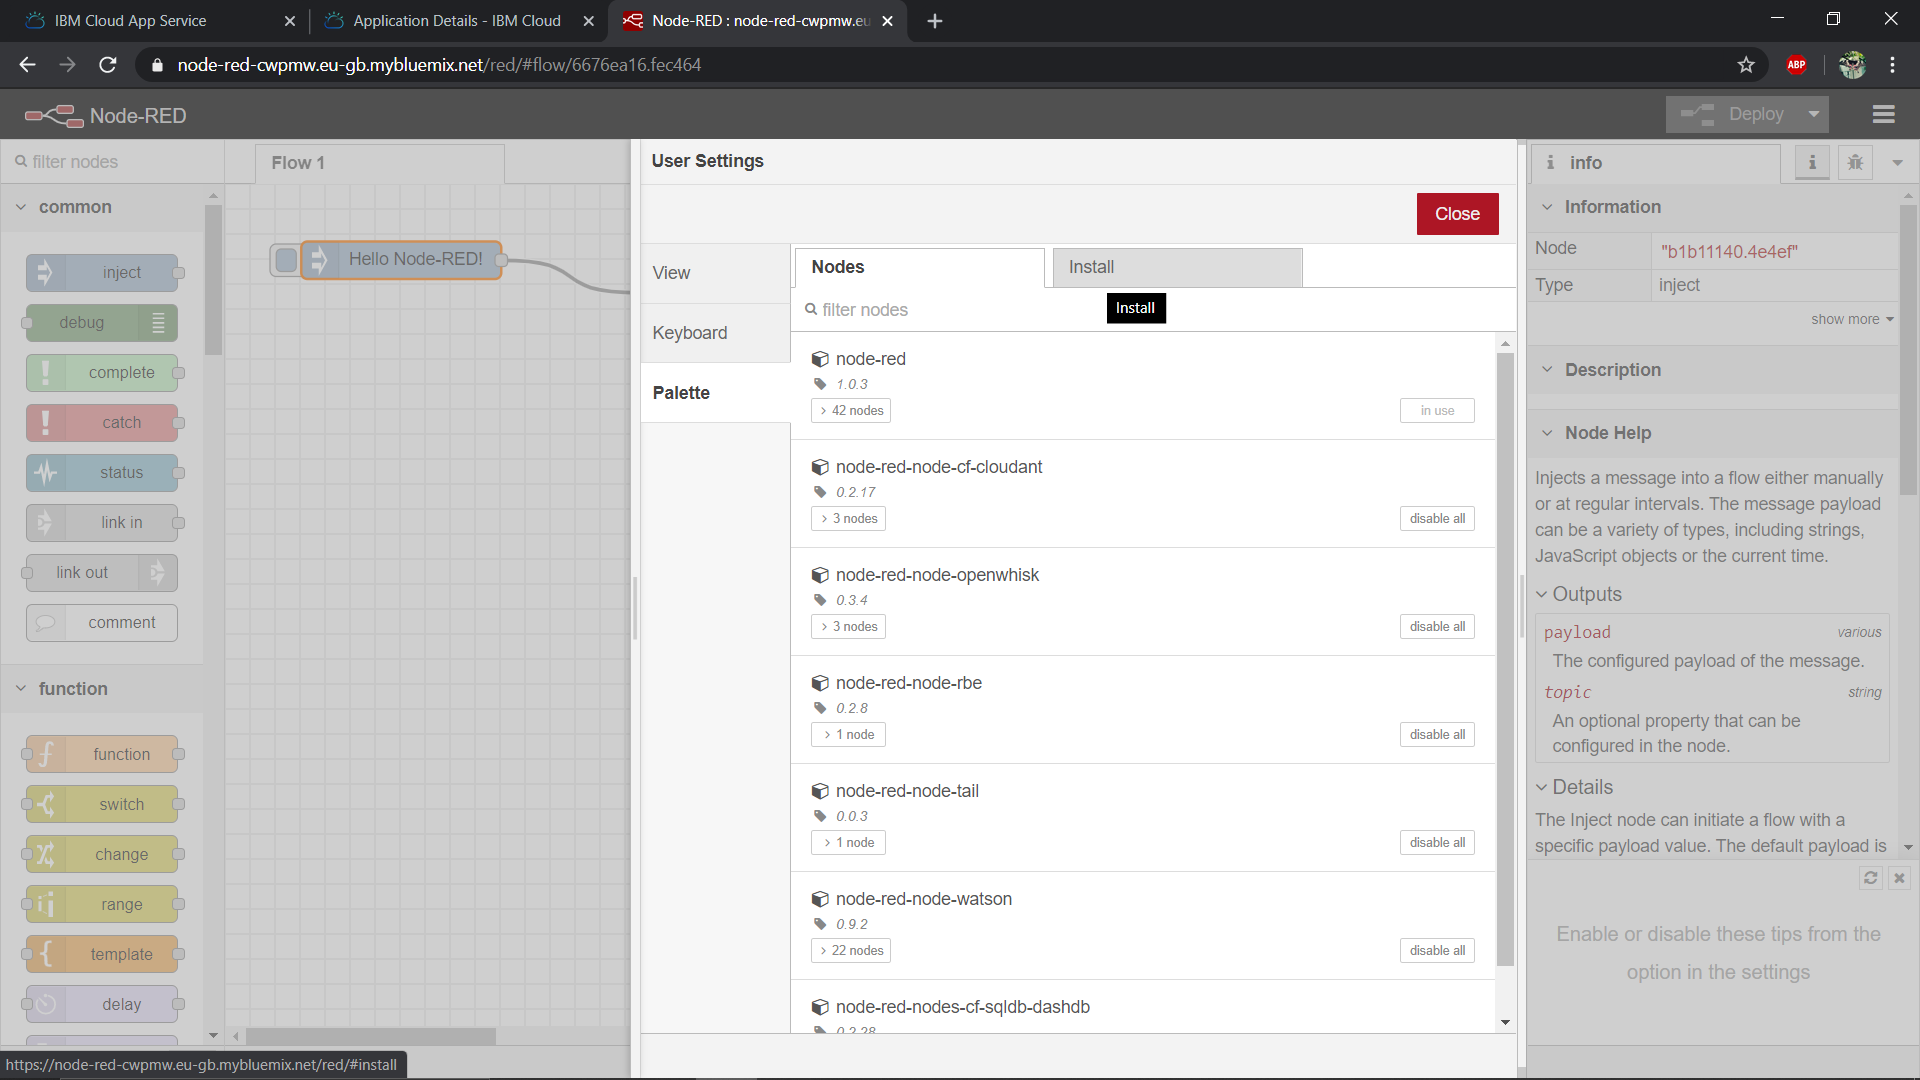 IBM Cloud App Service
Application Details - IBM Cloud
Node-RED : node-red-cwpmw.eu
node-red-cwpmw.eu-gb.mybluemix.net/red/#flow/6676ea16.fec464
ABP
Node-RED
Deploy
filter nodes
common
inject
debug
complete
catch
status
link in
link out
comment
function
function
switch
change
range
template
delay
Flow 1
Hello Node-RED!
User Settings
Close
View
Keyboard
Palette
Nodes
Install
filter nodes
Install
node-red
1.0.3
42 nodes
in use
node-red-node-cf-cloudant
0.2.17
3 nodes
disable all
node-red-node-openwhisk
0.3.4
3 nodes
disable all
node-red-node-rbe
0.2.8
1 node
disable all
node-red-node-tail
0.0.3
1 node
disable all
node-red-node-watson
0.9.2
22 nodes
disable all
node-red-nodes-cf-sqldb-dashdb
0.2.28
info
Information
Node "b1b11140.4e4ef"
Type inject
show more
Description
Node Help
Injects a message into a flow either manually
or at regular intervals. The message payload
can be a variety of types, including strings,
JavaScript objects or the current time.
Outputs
payload various
The configured payload of the message.
topic string
An optional property that can be
configured in the node.
Details
The Inject node can initiate a flow with a
specific payload value. The default payload is
Enable or disable these tips from the
option in the settings
https://node-red-cwpmw.eu-gb.mybluemix.net/red/#install